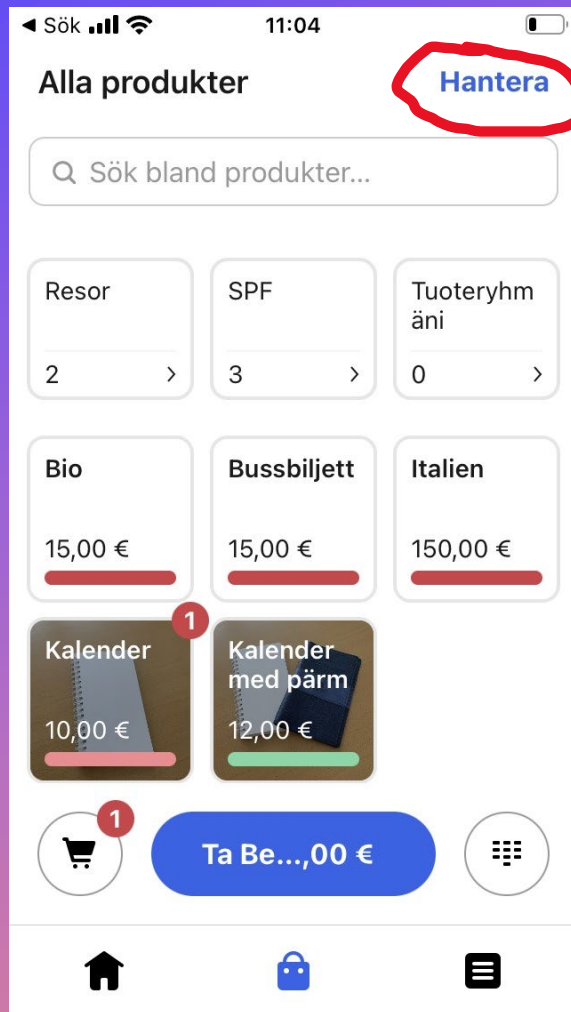 Sök
11:04
Alla produkter
Hantera
Sök bland produkter...
Resor
2
SPF
3
Tuoteryhm
äni
0
Bio
15,00 €
Bussbiljett
15,00 €
Italien
150,00 €
Kalender
10,00 €
1
Kalender
med pärm
12,00 €
1
Ta Be...,00 €